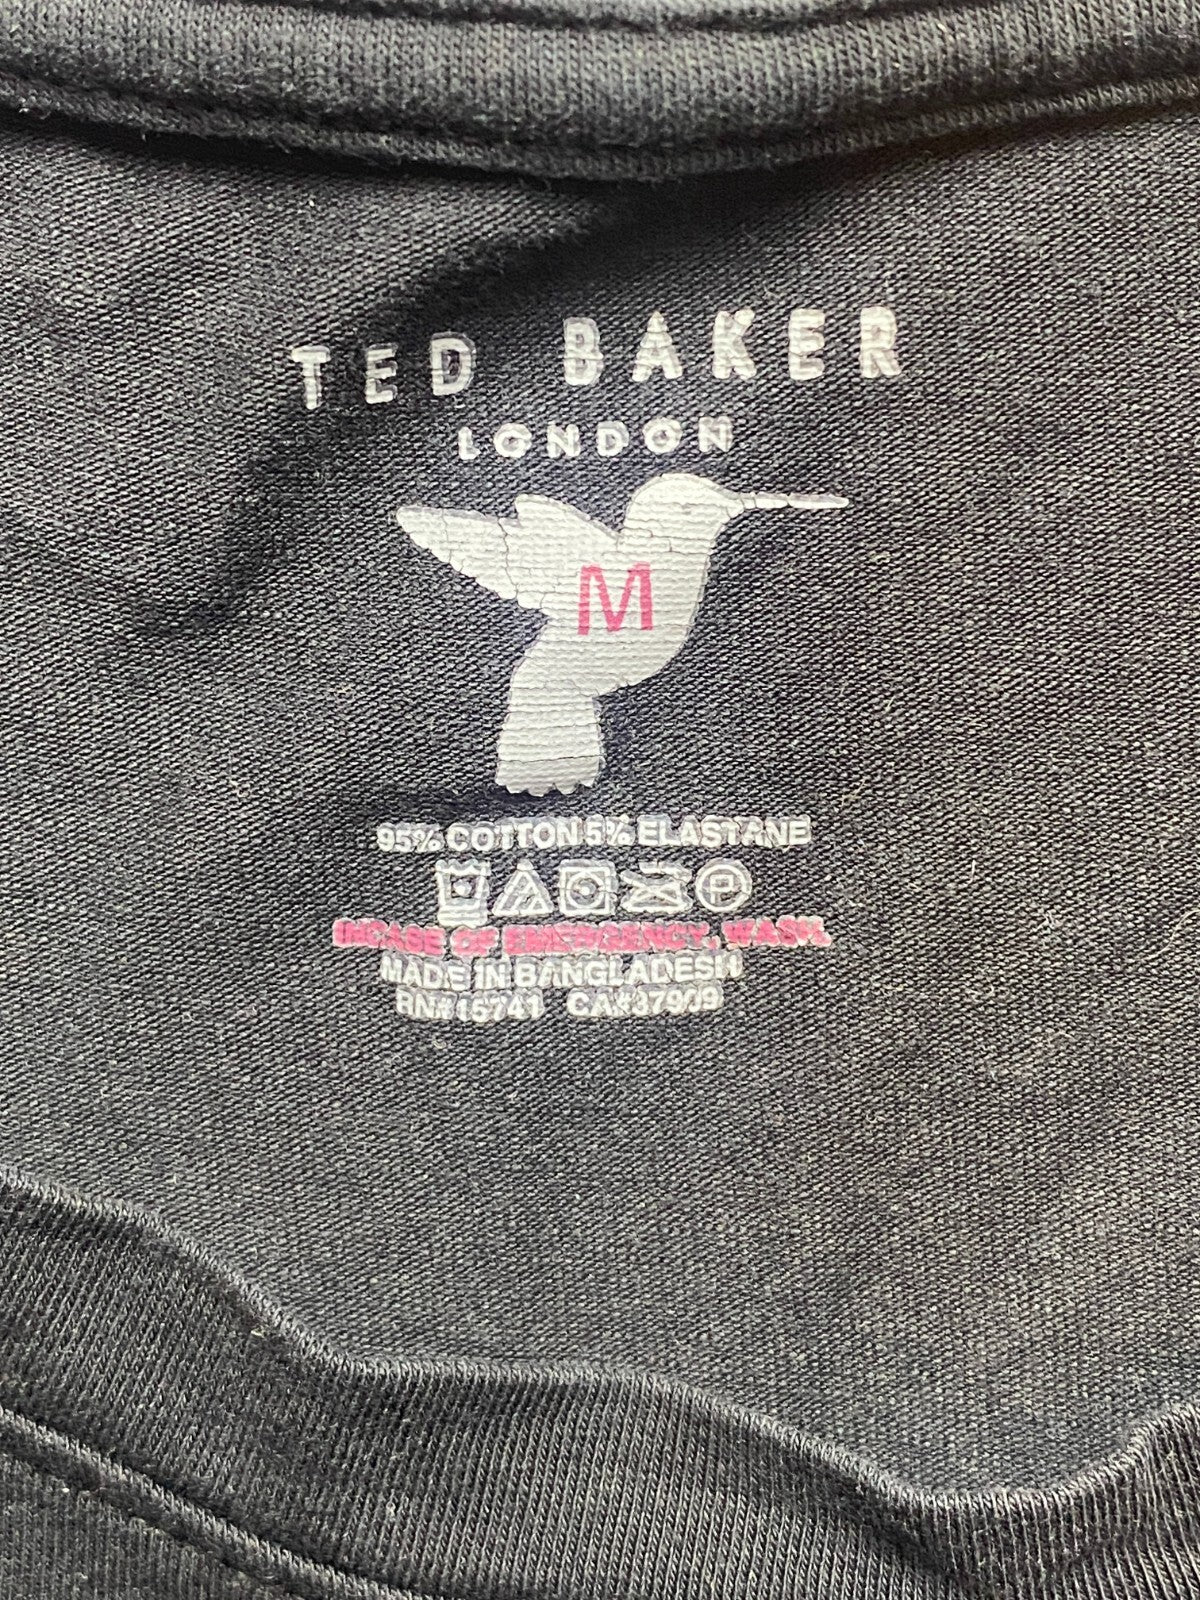 TED BAKER
LONDON
M
95% COTTON 5% ELASTANE
P
INCASE OF EMERGENCY, WASH.
MADE IN BANGLADESH
RN#15741 CA#37909